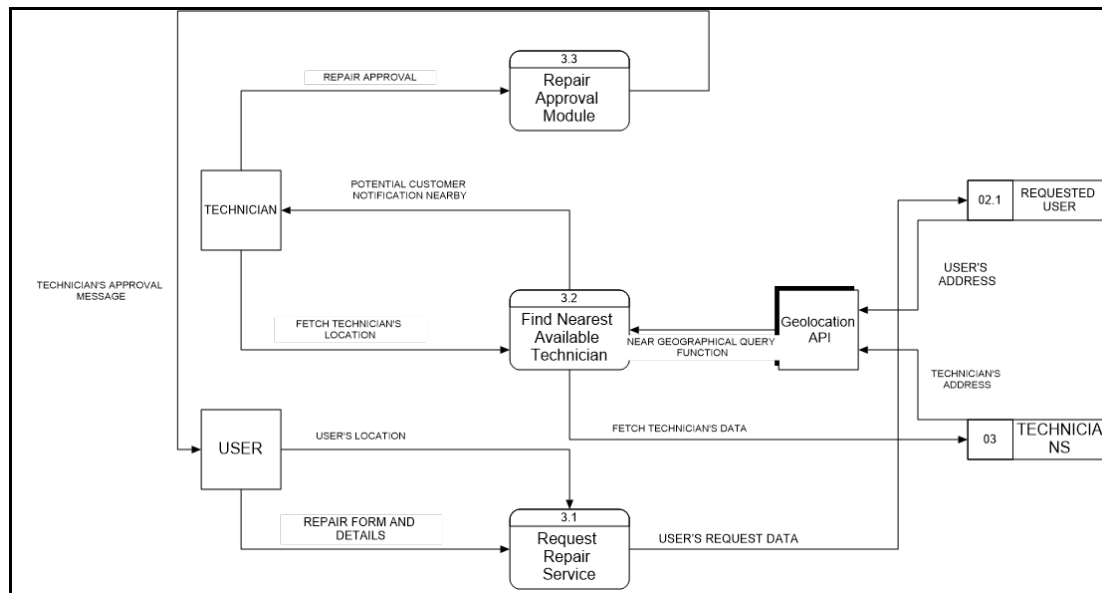 3.3
REPAIR APPROVAL
Repair
Approval
Module
POTENTIAL CUSTOMER
NOTIFICATION NEARBY
TECHNICIAN
02.1
REQUESTED
USER
TECHNICIAN'S APPROVAL
MESSAGE
USER'S
ADDRESS
3.2
FETCH TECHNICIAN'S
LOCATION
Find Nearest
Available
Technician
NEAR GEOGRAPHICAL QUERY
FUNCTION
Geolocation
API
TECHNICIAN'S
ADDRESS
FETCH TECHNICIAN'S DATA
03
TECHNICIA
NS
USER
USER'S LOCATION
REPAIR FORM AND
DETAILS
3.1
Request
Repair
Service
USER'S REQUEST DATA